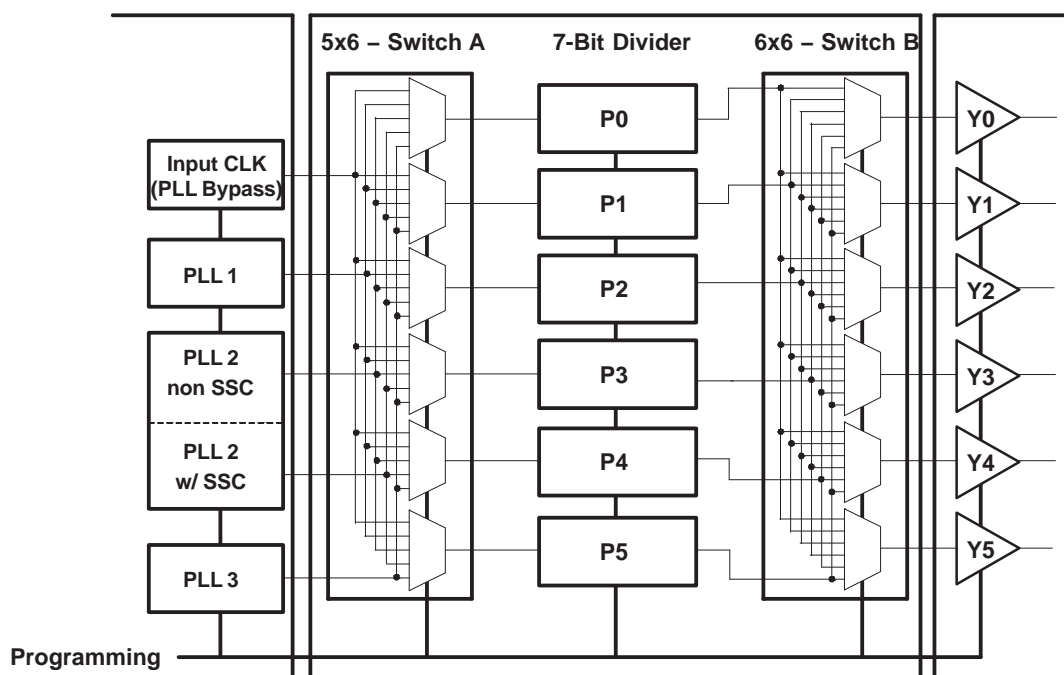 5x6 – Switch A
7-Bit Divider
6x6 – Switch B
Input CLK
(PLL Bypass)
PLL 1
PLL 2
non SSC
PLL 2
w/ SSC
PLL 3
P0
P1
P2
P3
P4
P5
Y0
Y1
Y2
Y3
Y4
Y5
Programming